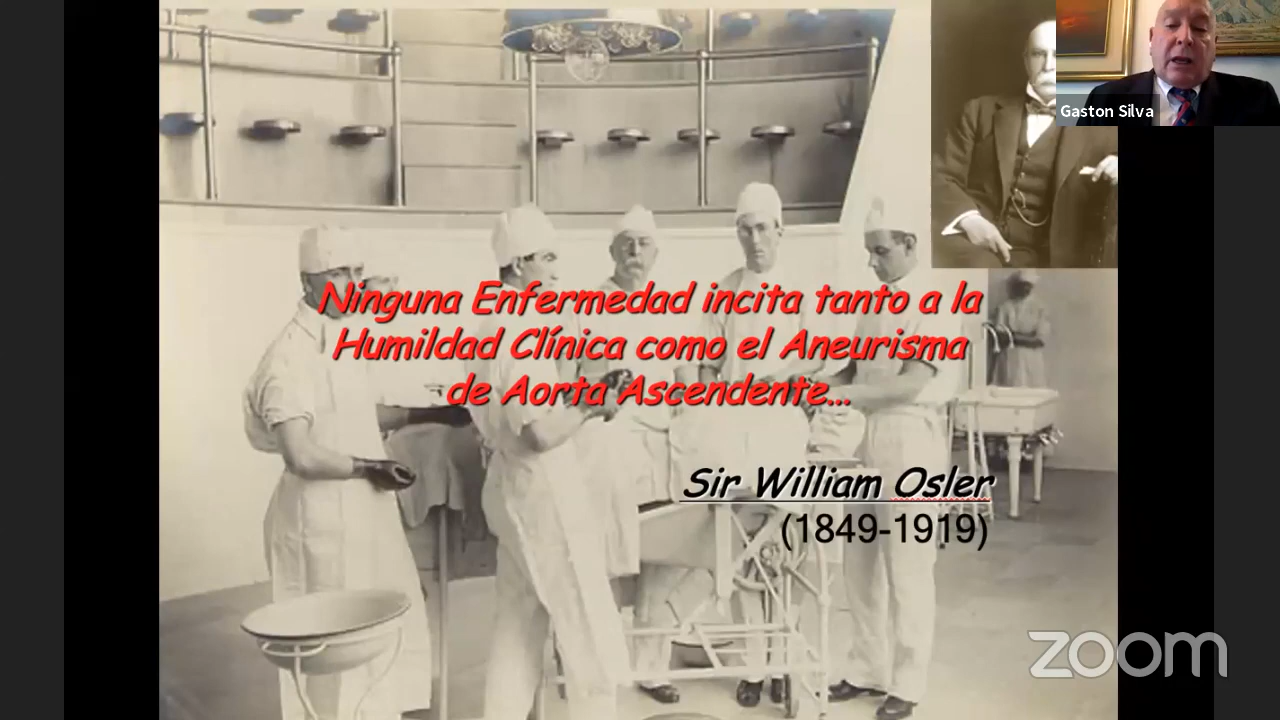 Gaston Silva
Ninguna Enfermedad incita tanto a la
Humildad Clínica como el Aneurisma
de Aorta Ascendente...
Sir William Osler
(1849-1919)
zoom